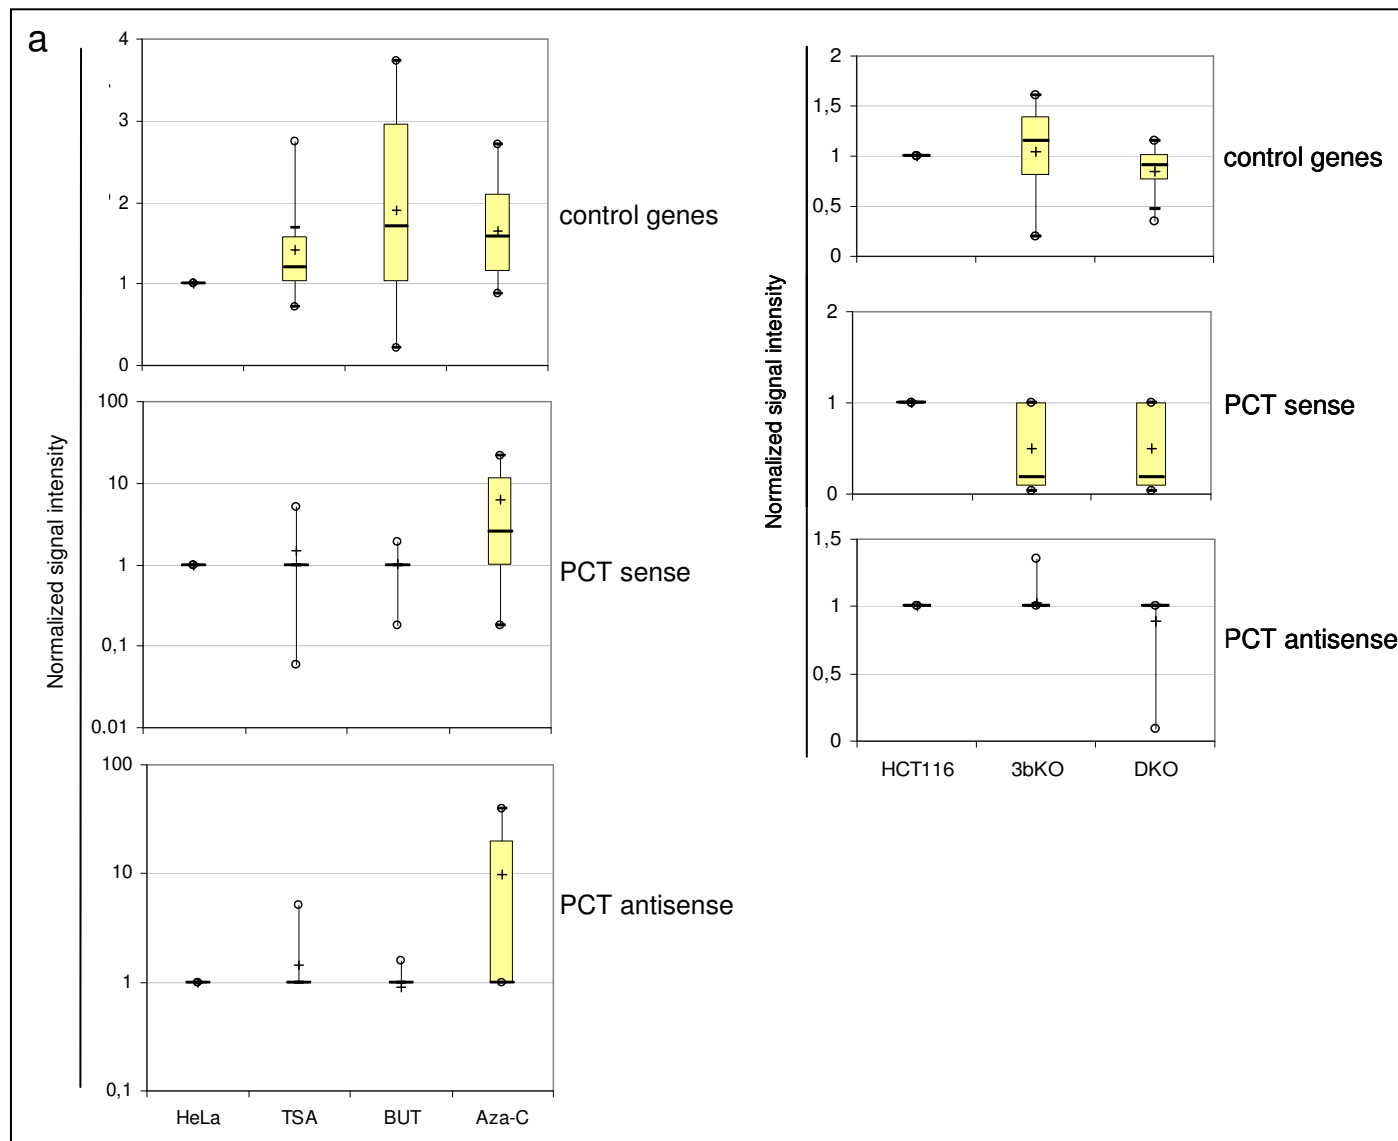 a
4
3
2
1
0
control genes
Normalized signal intensity
100
10
1
0,1
0.01
PCT sense
100
10
1
0,1
PCT antisense
HeLa TSA BUT Aza-C
2
1,5
1
0,5
0
control genes
Normalized signal intensity
2
1
0
PCT sense
1,5
1
0,5
0
PCT antisense
HCT116 3bKO DKO